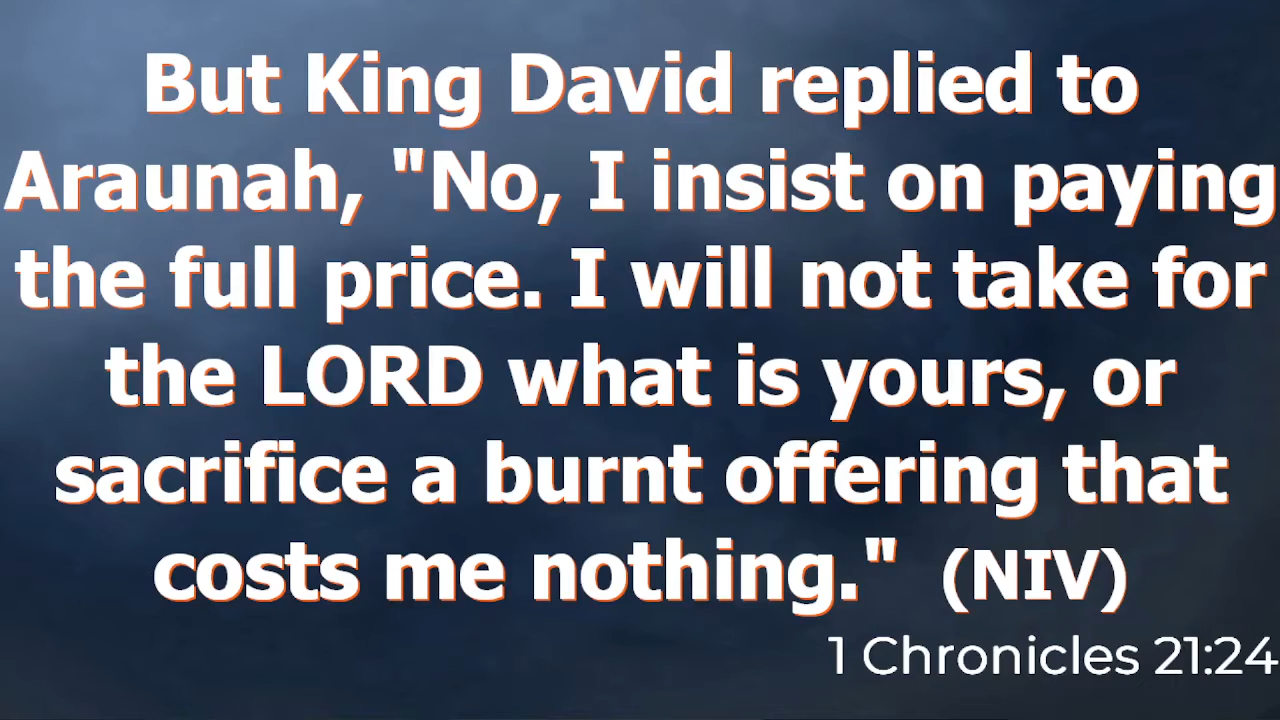 But King David replied to
Araunah, "No, I insist on paying
the full price. I will not take for
the LORD what is yours, or
sacrifice a burnt offering that
costs me nothing." (NIV)
1 Chronicles 21:24